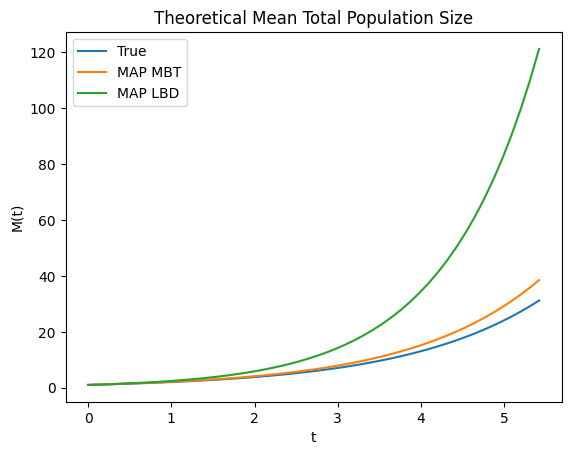 Theoretical Mean Total Population Size
True
MAP MBT
MAP LBD
M(t)
120
100
80
60
40
20
0
0 1 2 3 4 5
t